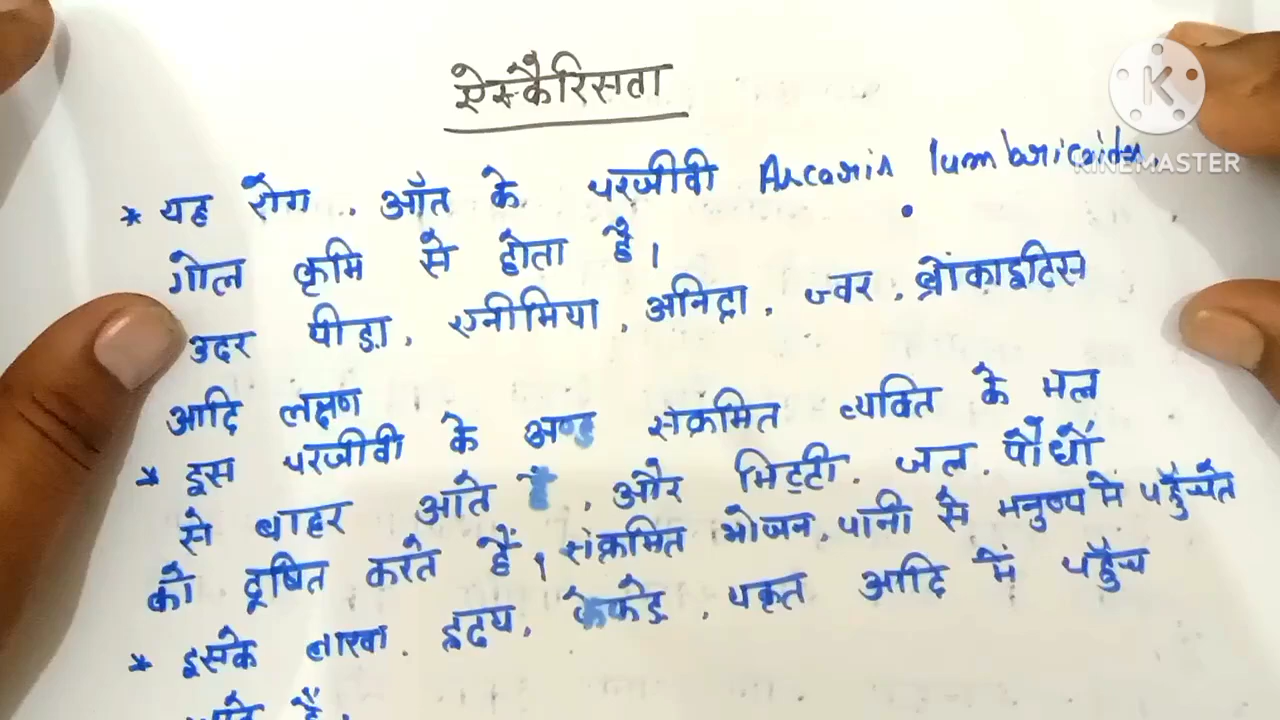 ऐस्कैरिसता
* यह रोग, आँत के परजीवी Ascaris lumbricoides,
गोल कृमि से होता है।
उदर पीड़ा, एनीमिया, अनिद्रा, ज्वर, ब्रोंकाइटिस
आदि लक्षण
* इस परजीवी के अण्ड संक्रमित व्यक्ति के मल
से बाहर आते हैं, और मिट्टी, जल, पौधों
को दूषित करते हैं, संक्रमित भोजन, पानी से मनुष्य में पहुँचते
* इसके लारवा, हृदय, फेफड़े, यकृत आदि में पहुँच
जाते हैं,
K
KINEMASTER